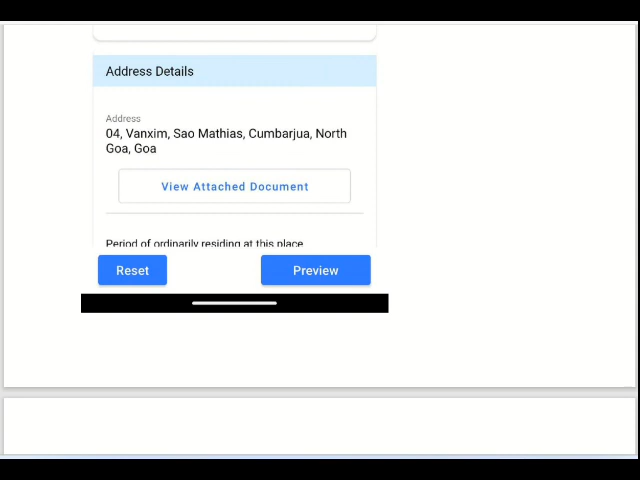 Address Details
Address
04, Vanxim, Sao Mathias, Cumbarjua, North
Goa, Goa
View Attached Document
Period of ordinarily residing at this place
Reset
Preview